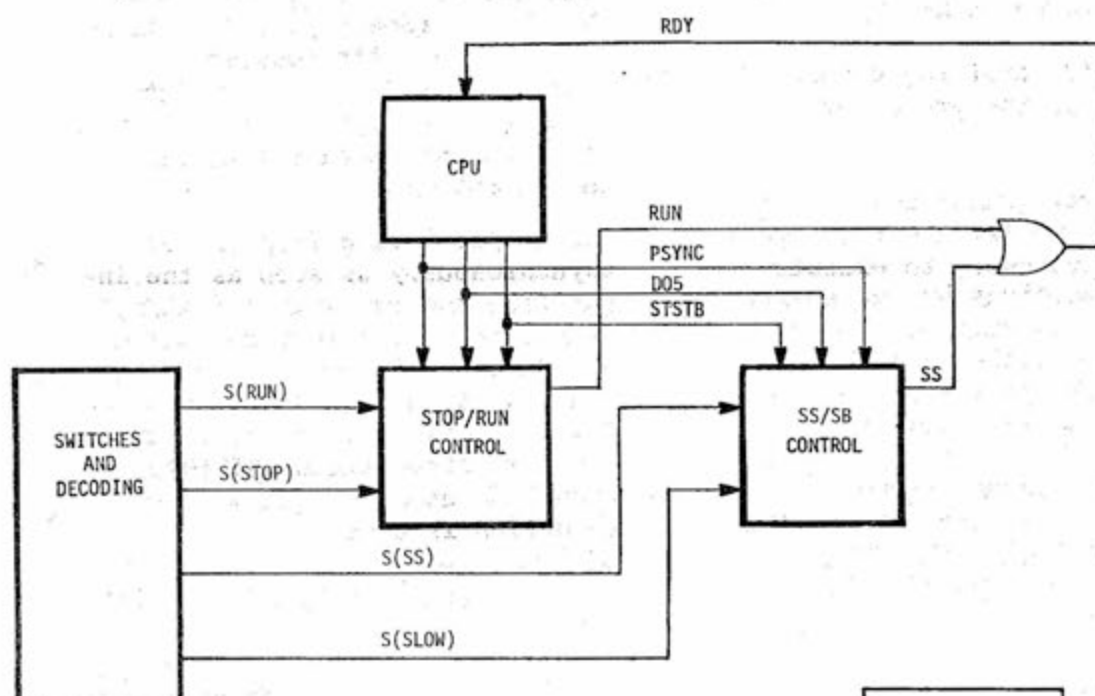 RDY
CPU
RUN
PSYNC
DO5
STSTB
SS
S(RUN)
S(STOP)
SWITCHES
AND
DECODING
STOP/RUN
CONTROL
SS/SB
CONTROL
S(SS)
S(SLOW)